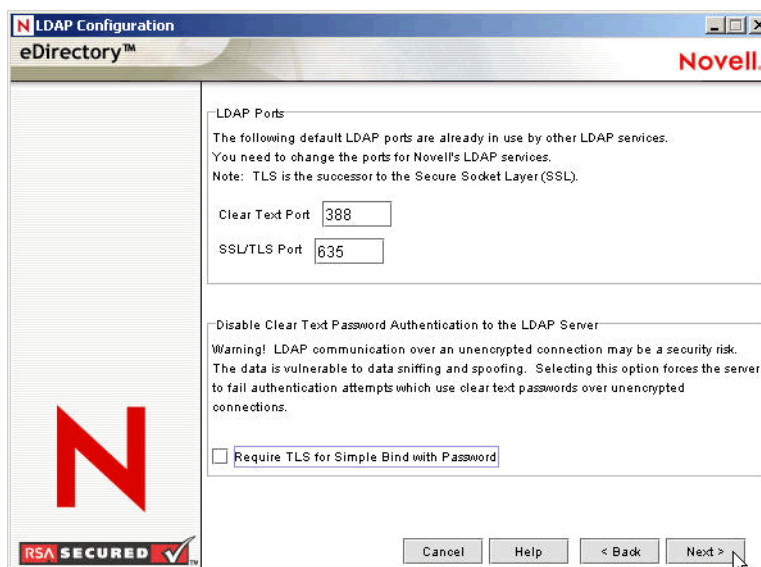 N LDAP Configuration
eDirectory™
Novell.
LDAP Ports
The following default LDAP ports are already in use by other LDAP services.
You need to change the ports for Novell's LDAP services.
Note: TLS is the successor to the Secure Socket Layer (SSL).
Clear Text Port 388
SSL/TLS Port 635
Disable Clear Text Password Authentication to the LDAP Server
Warning! LDAP communication over an unencrypted connection may be a security risk.
The data is vulnerable to data sniffing and spoofing. Selecting this option forces the server
to fail authentication attempts which use clear text passwords over unencrypted
connections.
Require TLS for Simple Bind with Password
N
RSA SECURED TM
Cancel Help < Back Next >